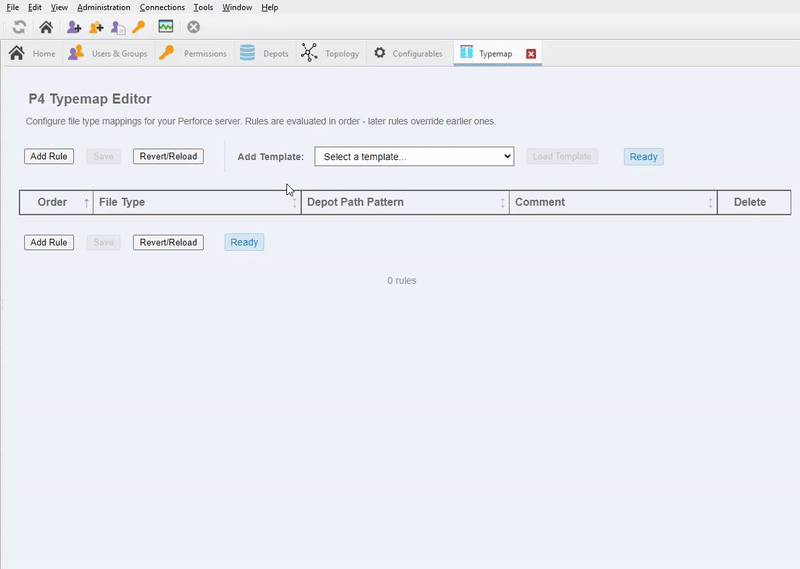 File Edit View Administration Connections Tools Window Help
Home Users & Groups Permissions Depots Topology Configurables Typemap
P4 Typemap Editor
Configure file type mappings for your Perforce server. Rules are evaluated in order - later rules override earlier ones.
Add Rule Save Revert/Reload Add Template: Select a template... Load Template Ready
Order File Type Depot Path Pattern Comment Delete
Add Rule Save Revert/Reload Ready
0 rules